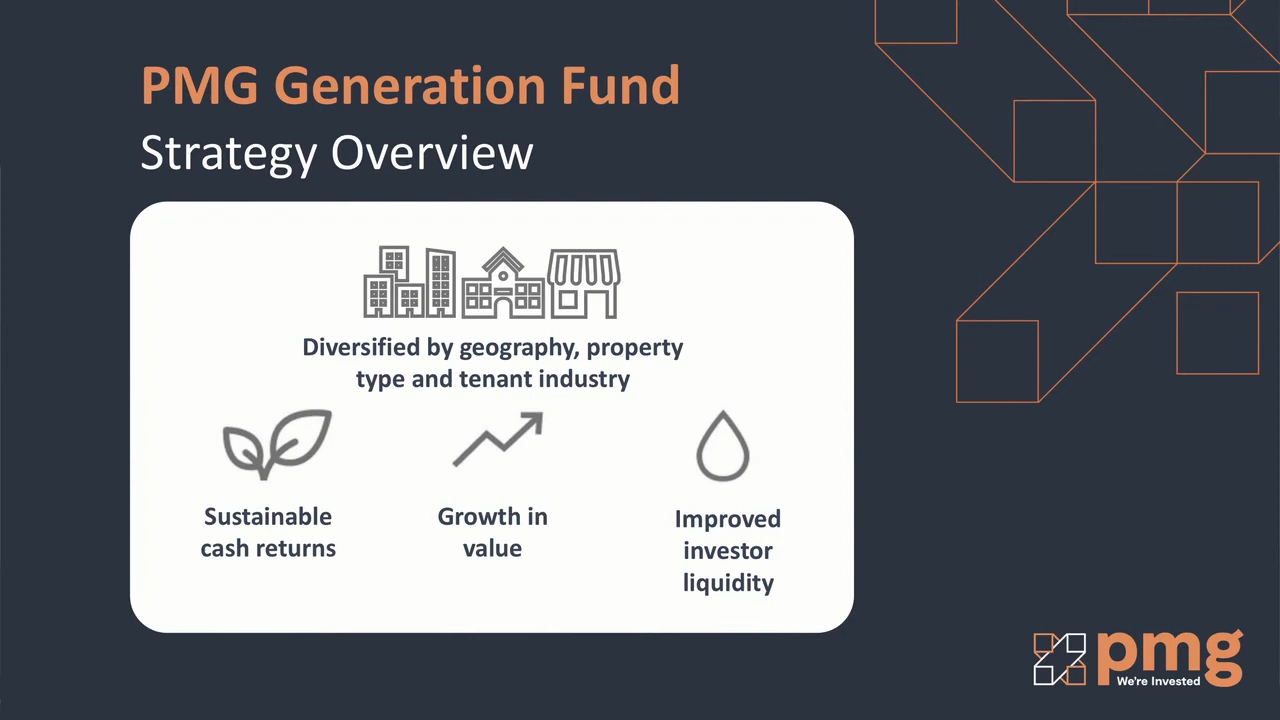 PMG Generation Fund
Strategy Overview
Diversified by geography, property
type and tenant industry
Sustainable
cash returns
Growth in
value
Improved
investor
liquidity
pmg
We're Invested